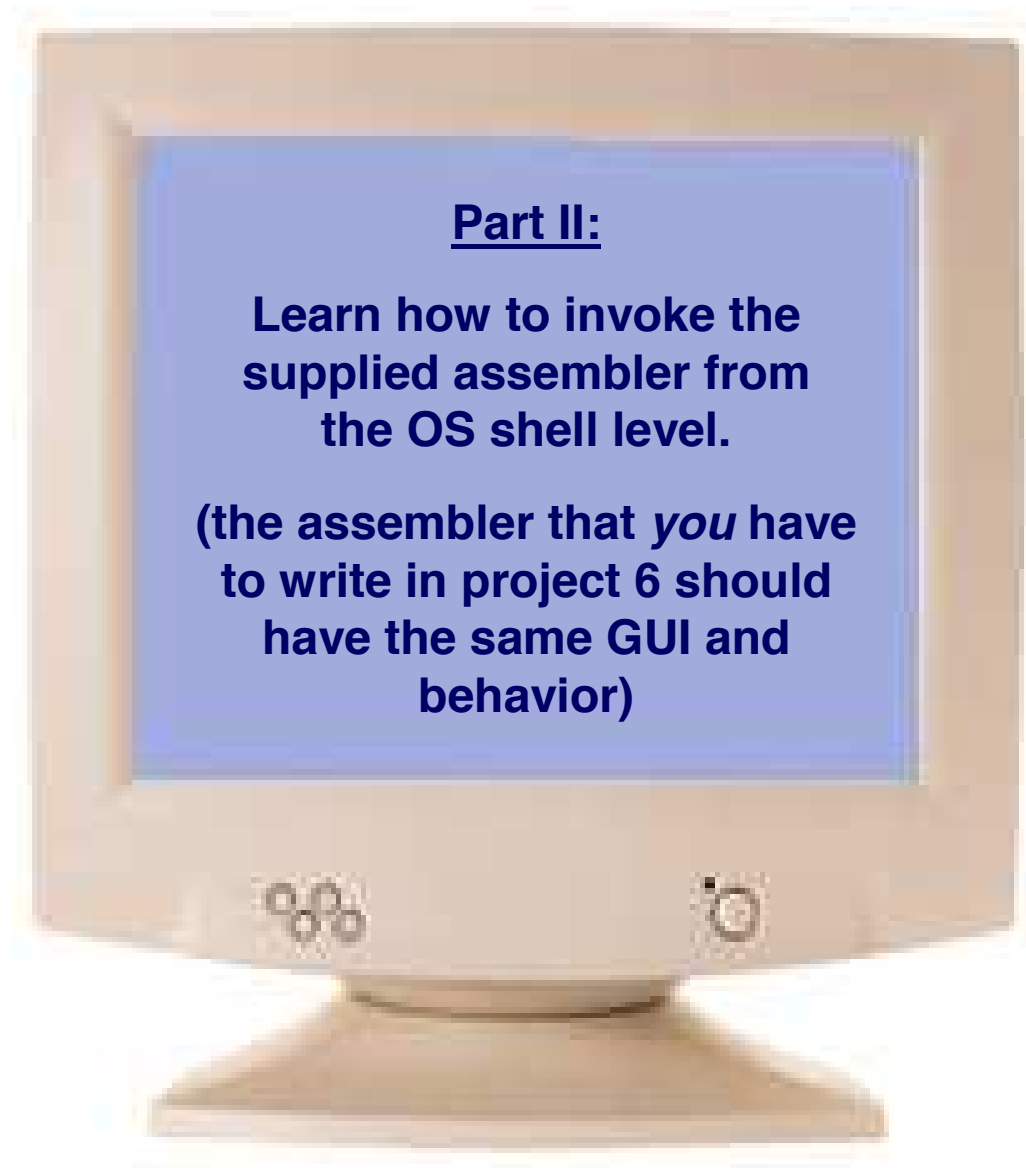 Part II:
Learn how to invoke the
supplied assembler from
the OS shell level.
(the assembler that you have
to write in project 6 should
have the same GUI and
behavior)